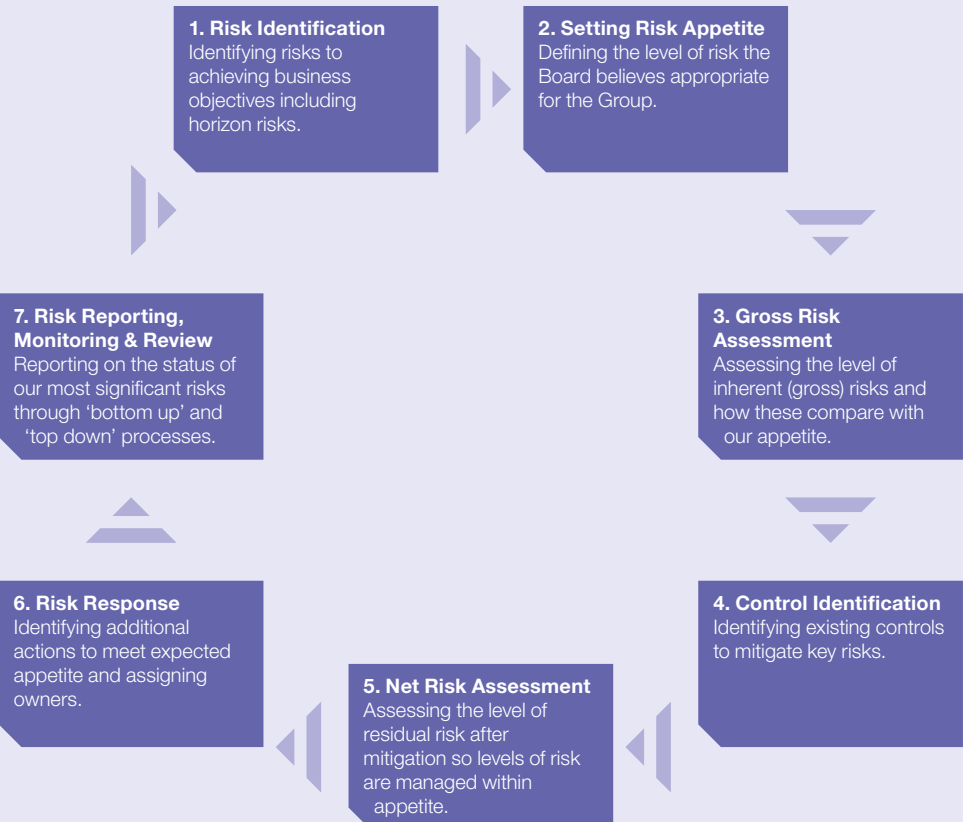 1. Risk Identification
Identifying risks to
achieving business
objectives including
horizon risks.
2. Setting Risk Appetite
Defining the level of risk the
Board believes appropriate
for the Group.
3. Gross Risk
Assessment
Assessing the level of
inherent (gross) risks and
how these compare with
our appetite.
4. Control Identification
Identifying existing controls
to mitigate key risks.
5. Net Risk Assessment
Assessing the level of
residual risk after
mitigation so levels of risk
are managed within
appetite.
6. Risk Response
Identifying additional
actions to meet expected
appetite and assigning
owners.
7. Risk Reporting,
Monitoring & Review
Reporting on the status of
our most significant risks
through ‘bottom up’ and
‘top down’ processes.